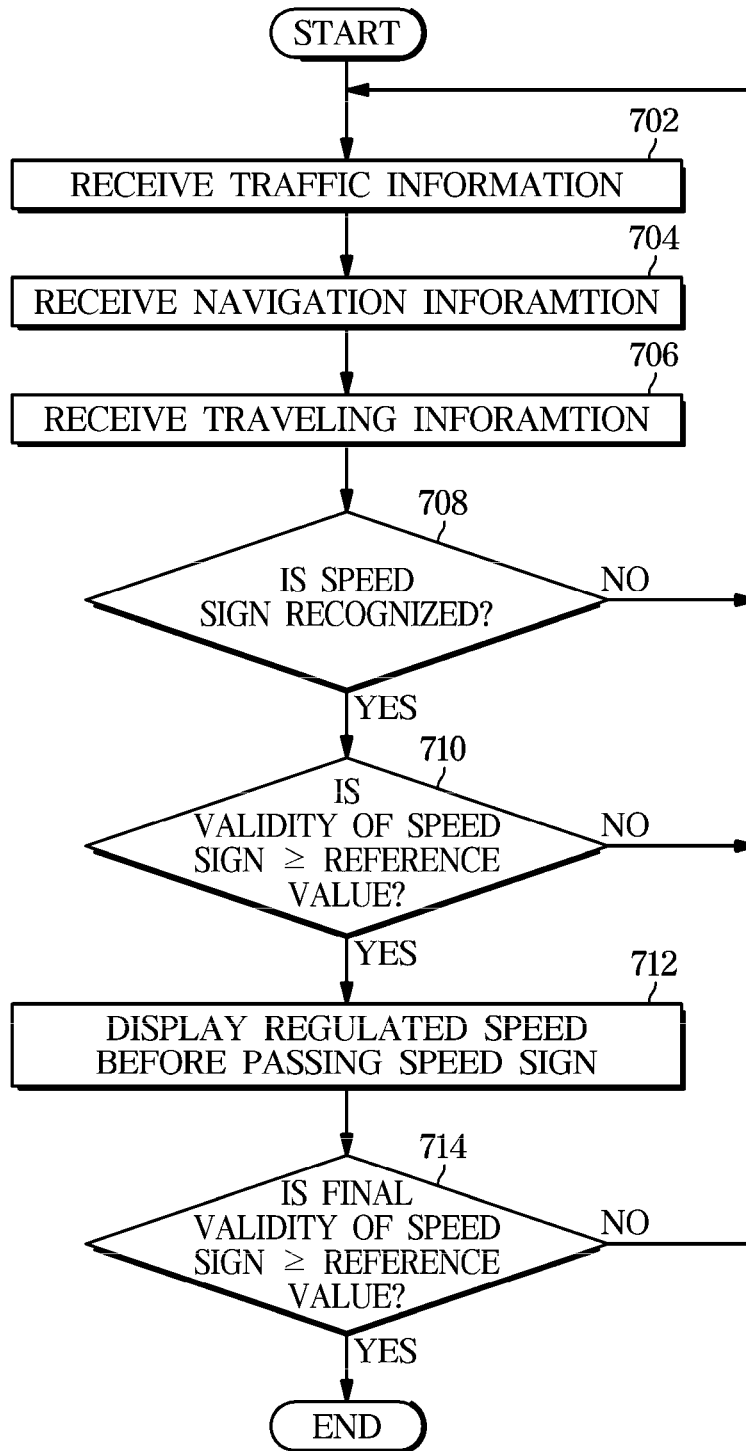 START
702
RECEIVE TRAFFIC INFORMATION
704
RECEIVE NAVIGATION INFORAMTION
706
RECEIVE TRAVELING INFORAMTION
708
IS SPEED
SIGN RECOGNIZED?
NO
YES
710
IS
VALIDITY OF SPEED
SIGN ≥ REFERENCE
VALUE?
NO
YES
712
DISPLAY REGULATED SPEED
BEFORE PASSING SPEED SIGN
714
IS FINAL
VALIDITY OF SPEED
SIGN ≥ REFERENCE
VALUE?
NO
YES
END